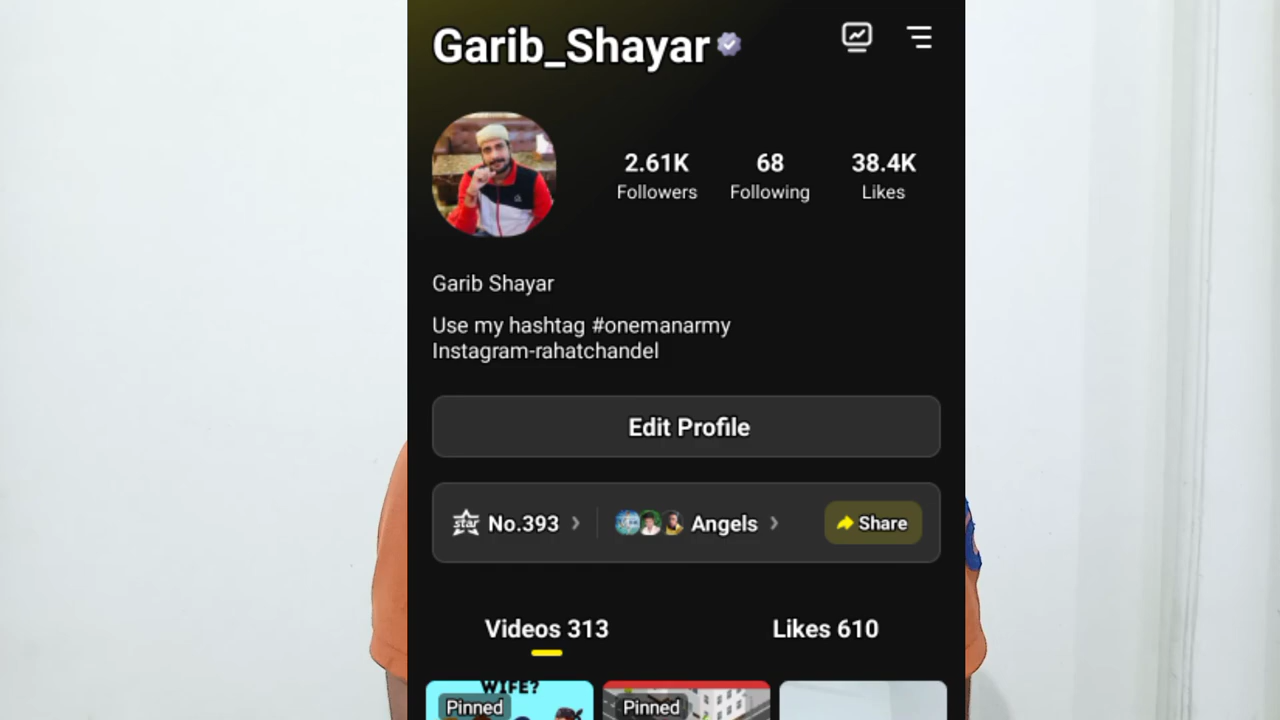 Garib_Shayar
2.61K
Followers
68
Following
38.4K
Likes
Garib Shayar
Use my hashtag #onemanarmy
Instagram-rahatchandel
Edit Profile
star No.393
Angels
Share
Videos 313
Likes 610
WIFE?
Pinned
Pinned